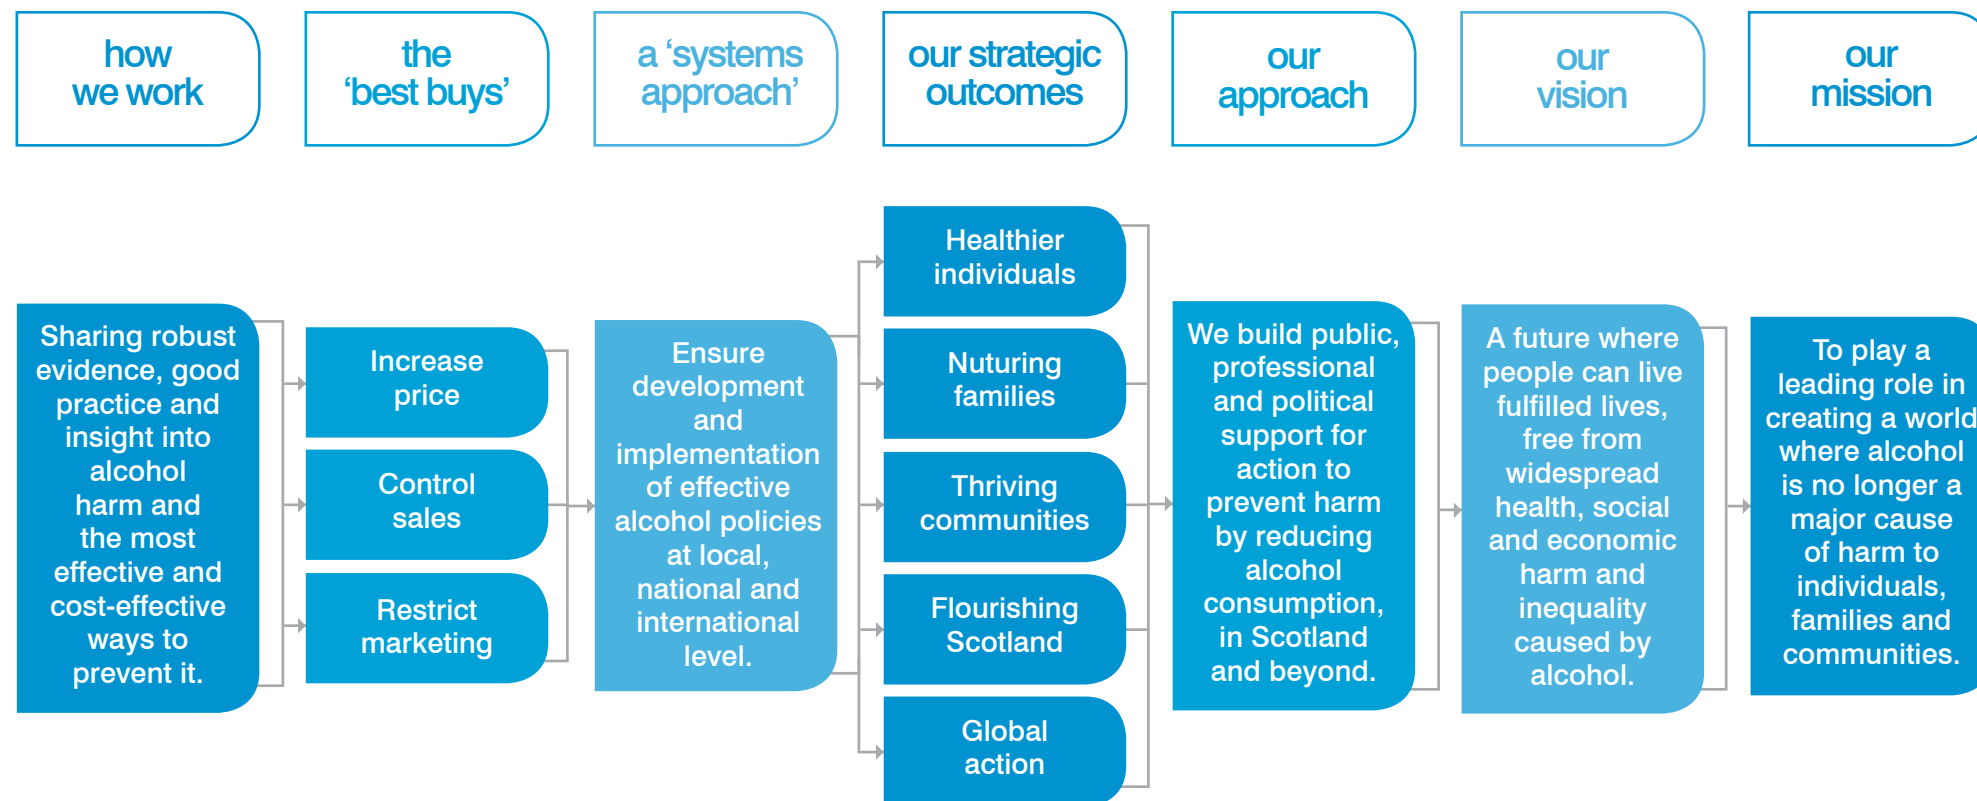 how
we work
the
‘best buys’
a ‘systems
approach’
our strategic
outcomes
our
approach
our
vision
our
mission
Sharing robust
evidence, good
practice and
insight into
alcohol
harm and
the most
effective and
cost-effective
ways to
prevent it.
Increase
price
Control
sales
Restrict
marketing
Ensure
development
and
implementation
of effective
alcohol policies
at local,
national and
international
level.
Healthier
individuals
Nuturing
families
Thriving
communities
Flourishing
Scotland
Global
action
We build public,
professional
and political
support for
action to
prevent harm
by reducing
alcohol
consumption,
in Scotland
and beyond.
A future where
people can live
fulfilled lives,
free from
widespread
health, social
and economic
harm and
inequality
caused by
alcohol.
To play a
leading role in
creating a world
where alcohol
is no longer a
major cause
of harm to
individuals,
families and
communities.